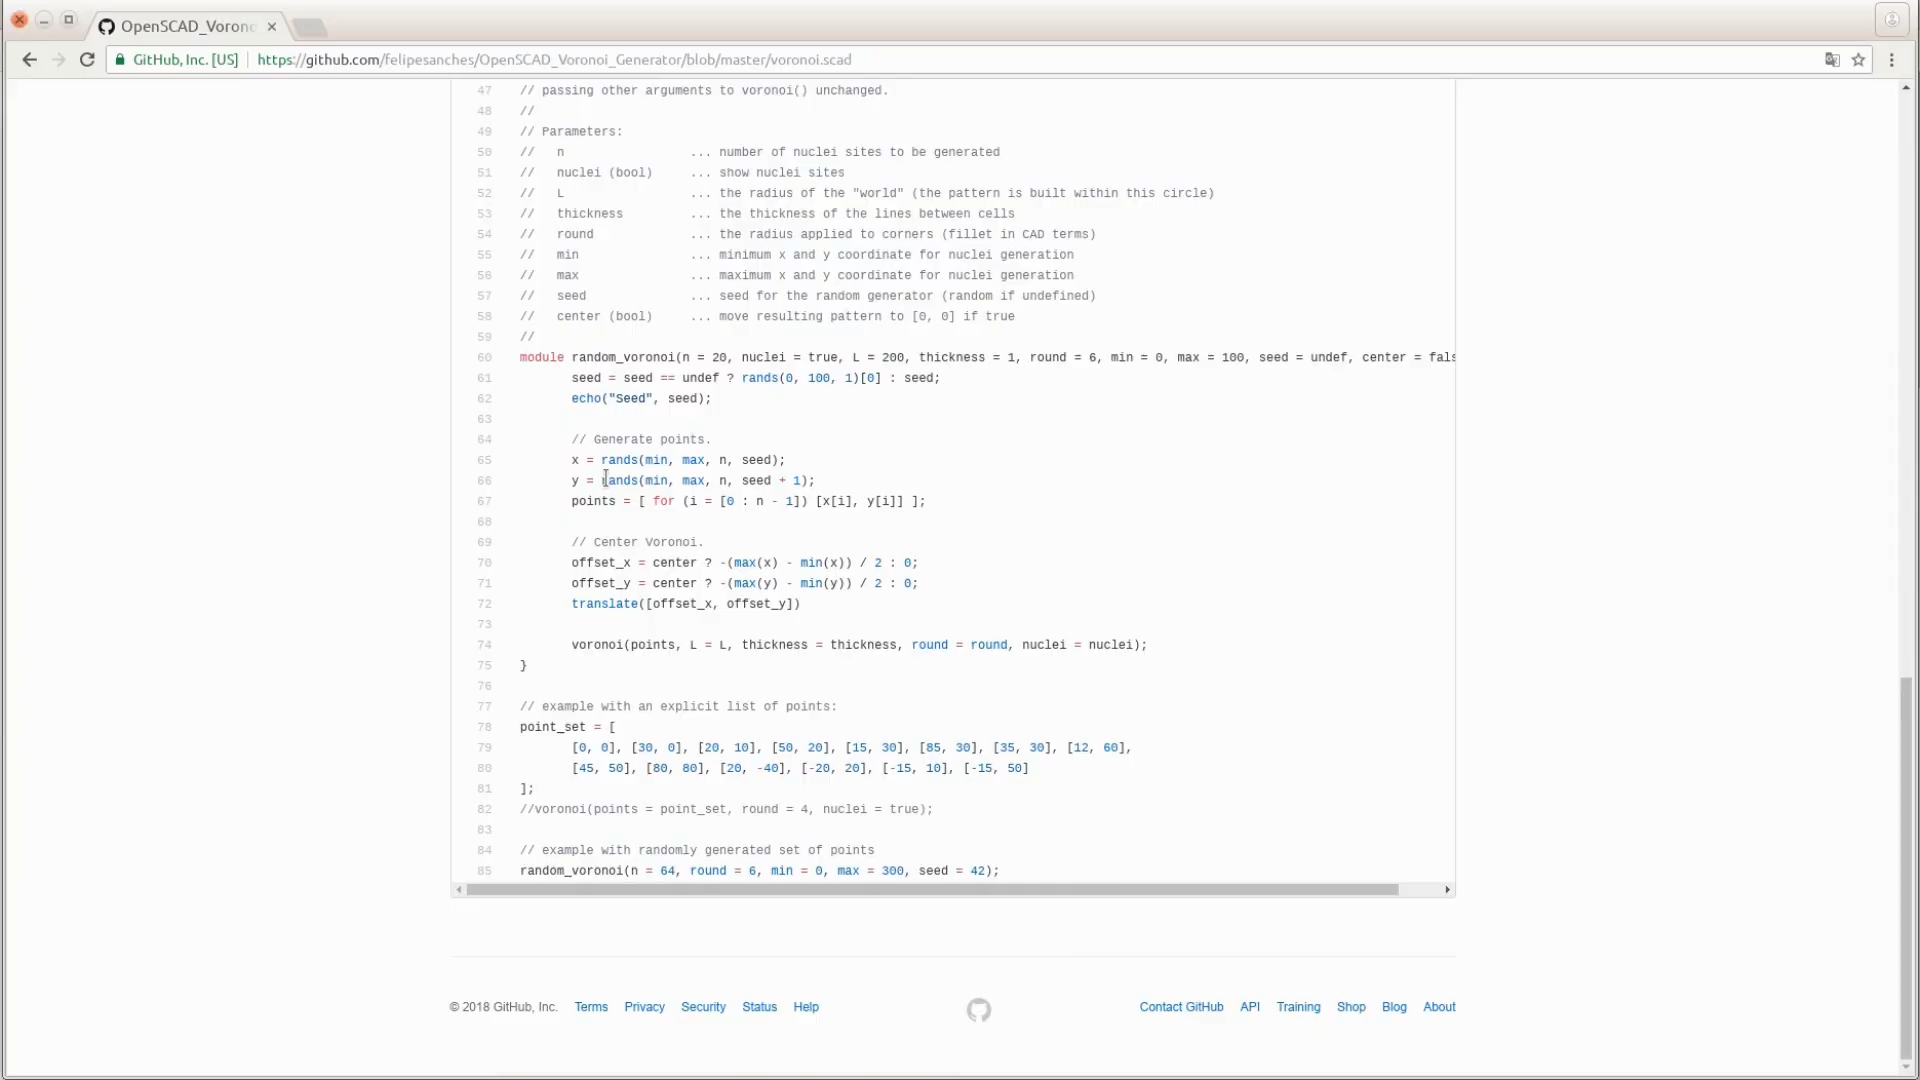 OpenSCAD_Vorono
GitHub, Inc. [US]
https://github.com/felipesanches/OpenSCAD_Voronoi_Generator/blob/master/voronoi.scad
47 // passing other arguments to voronoi() unchanged.
48 //
49 // Parameters:
50 // n ... number of nuclei sites to be generated
51 // nuclei (bool) ... show nuclei sites
52 // L ... the radius of the "world" (the pattern is built within this circle)
53 // thickness ... the thickness of the lines between cells
54 // round ... the radius applied to corners (fillet in CAD terms)
55 // min ... minimum x and y coordinate for nuclei generation
56 // max ... maximum x and y coordinate for nuclei generation
57 // seed ... seed for the random generator (random if undefined)
58 // center (bool) ... move resulting pattern to [0, 0] if true
59 //
60 module random_voronoi(n = 20, nuclei = true, L = 200, thickness = 1, round = 6, min = 0, max = 100, seed = undef, center = fals
61 seed = seed == undef ? rands(0, 100, 1)[0] : seed;
62 echo("Seed", seed);
63
64 // Generate points.
65 x = rands(min, max, n, seed);
66 y = rands(min, max, n, seed + 1);
67 points = [ for (i = [0 : n - 1]) [x[i], y[i]] ];
68
69 // Center Voronoi.
70 offset_x = center ? -(max(x) - min(x)) / 2 : 0;
71 offset_y = center ? -(max(y) - min(y)) / 2 : 0;
72 translate([offset_x, offset_y])
73
74 voronoi(points, L = L, thickness = thickness, round = round, nuclei = nuclei);
75 }
76
77 // example with an explicit list of points:
78 point_set = [
79 [0, 0], [30, 0], [20, 10], [50, 20], [15, 30], [85, 30], [35, 30], [12, 60],
80 [45, 50], [80, 80], [20, -40], [-20, 20], [-15, 10], [-15, 50]
81 ];
82 //voronoi(points = point_set, round = 4, nuclei = true);
83
84 // example with randomly generated set of points
85 random_voronoi(n = 64, round = 6, min = 0, max = 300, seed = 42);
© 2018 GitHub, Inc. Terms Privacy Security Status Help Contact GitHub API Training Shop Blog About